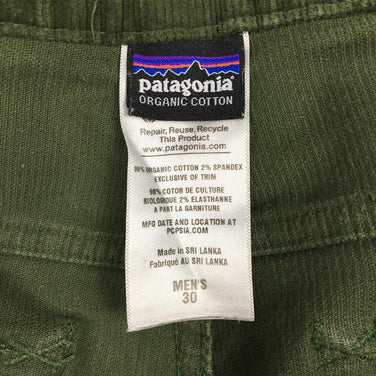 patagonia
ORGANIC COTTON
Repair, Reuse, Recycle
This Product
www.patagonia.com
98% ORGANIC COTTON 2% SPANDEX
EXCLUSIVE OF TRIM
98% COTON DE CULTURE
BIOLOGIQUE 2% ELASTHANNE
A PART LA GARNITURE
MFG DATE AND LOCATION AT
PCPSIA.COM
Made in SRI LANKA
Fabriqué AU SRI LANKA
MEN'S
30